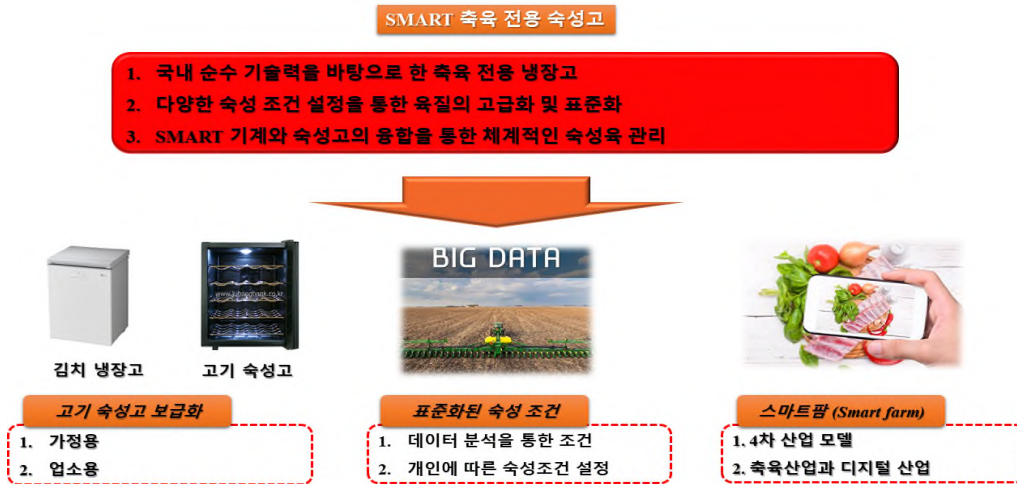 SMART 축육 전용 숙성고
1. 국내 순수 기술력을 바탕으로 한 축육 전용 냉장고
2. 다양한 숙성 조건 설정을 통한 육질의 고급화 및 표준화
3. SMART 기계와 숙성고의 융합을 통한 체계적인 숙성육 관리
BIG DATA
김치 냉장고
고기 숙성고
고기 숙성고 보급화
1. 가정용
2. 업소용
표준화된 숙성 조건
1. 데이터 분석을 통한 조건
2. 개인에 따른 숙성조건 설정
스마트팜 (Smart farm)
1. 4차 산업 모델
2. 축육산업과 디지털 산업